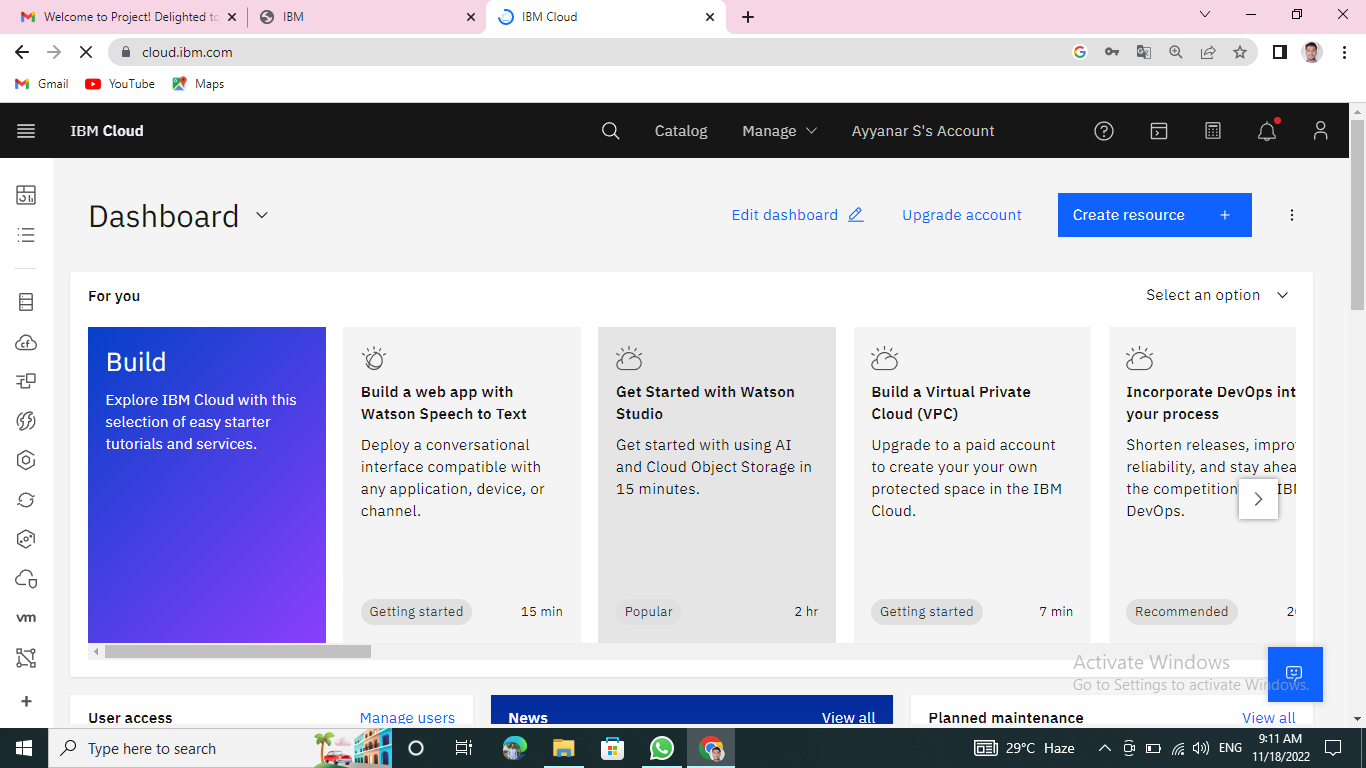 Welcome to Project! Delighted to
IBM
IBM Cloud
cloud.ibm.com
Gmail
YouTube
Maps
IBM Cloud
Catalog
Manage
Ayyanar S's Account
Dashboard
Edit dashboard
Upgrade account
Create resource +
For you
Select an option
Build
Explore IBM Cloud with this
selection of easy starter
tutorials and services.
Build a web app with
Watson Speech to Text
Deploy a conversational
interface compatible with
any application, device, or
channel.
Getting started
15 min
Get Started with Watson
Studio
Get started with using AI
and Cloud Object Storage in
15 minutes.
Popular
2 hr
Build a Virtual Private
Cloud (VPC)
Upgrade to a paid account
to create your your own
protected space in the IBM
Cloud.
Getting started
7 min
Incorporate DevOps int
your process
Shorten releases, impro
reliability, and stay ahea
the competition IBM
DevOps.
Recommended
vm
Activate Windows
Go to Settings to activate Windows.
User access
Manage users
News
View all
Planned maintenance
View all
Type here to search
29°C Haze
ENG
9:11 AM
11/18/2022